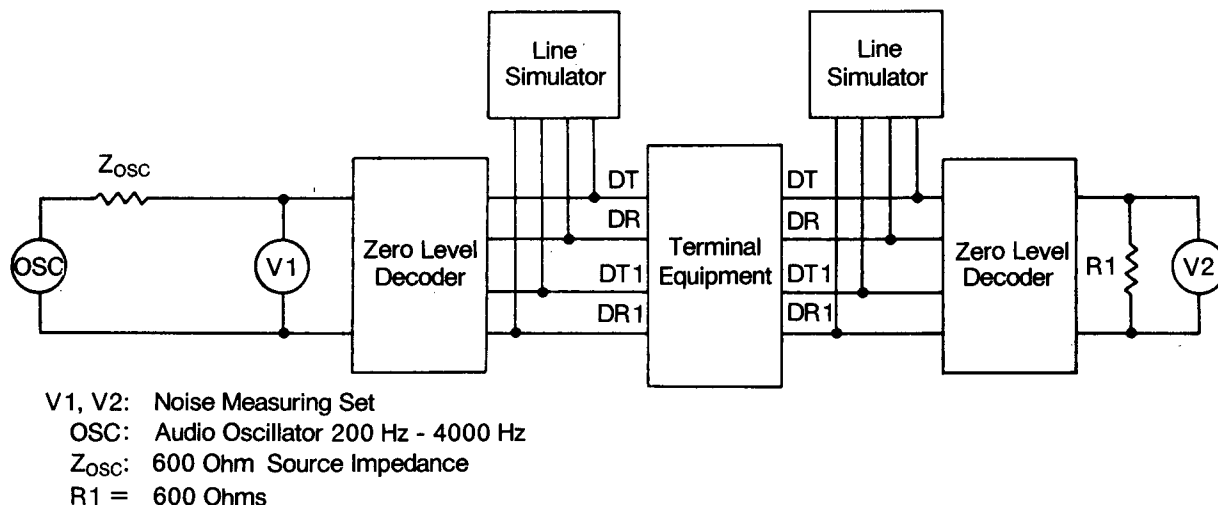 Line
Simulator
Line
Simulator
ZOSC
OSC
V1
Zero Level
Decoder
DT
DR
DT1
DR1
Terminal
Equipment
DT
DR
DT1
DR1
Zero Level
Decoder
R1
V2
V1, V2: Noise Measuring Set
OSC: Audio Oscillator 200 Hz - 4000 Hz
ZOSC: 600 Ohm Source Impedance
R1 = 600 Ohms